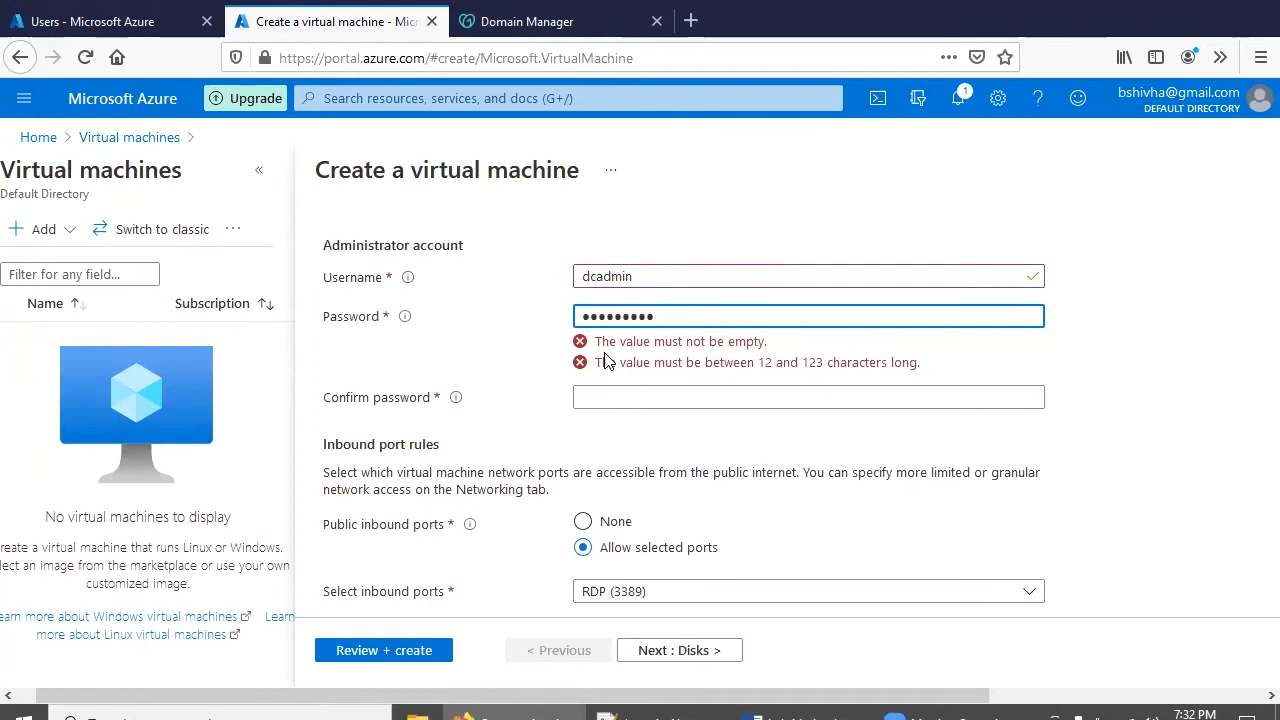 Users - Microsoft Azure
Create a virtual machine - Mic
Domain Manager
https://portal.azure.com/#create/Microsoft.VirtualMachine
Microsoft Azure
Upgrade
Search resources, services, and docs (G+/)
1
bshivha@gmail.com
DEFAULT DIRECTORY
Home > Virtual machines >
Virtual machines
Default Directory
Add
Switch to classic
Filter for any field...
Name
Subscription
No virtual machines to display
reate a virtual machine that runs Linux or Windows.
lect an image from the marketplace or use your own
customized image.
earn more about Windows virtual machines
Learn
more about Linux virtual machines
Create a virtual machine
Administrator account
Username *
dcadmin
Password *
•••••••••
The value must not be empty.
value must be between 12 and 123 characters long.
Confirm password *
Inbound port rules
Select which virtual machine network ports are accessible from the public internet. You can specify more limited or granular
network access on the Networking tab.
Public inbound ports *
None
Allow selected ports
Select inbound ports *
RDP (3389)
Review + create
< Previous
Next : Disks >
7:32 PM